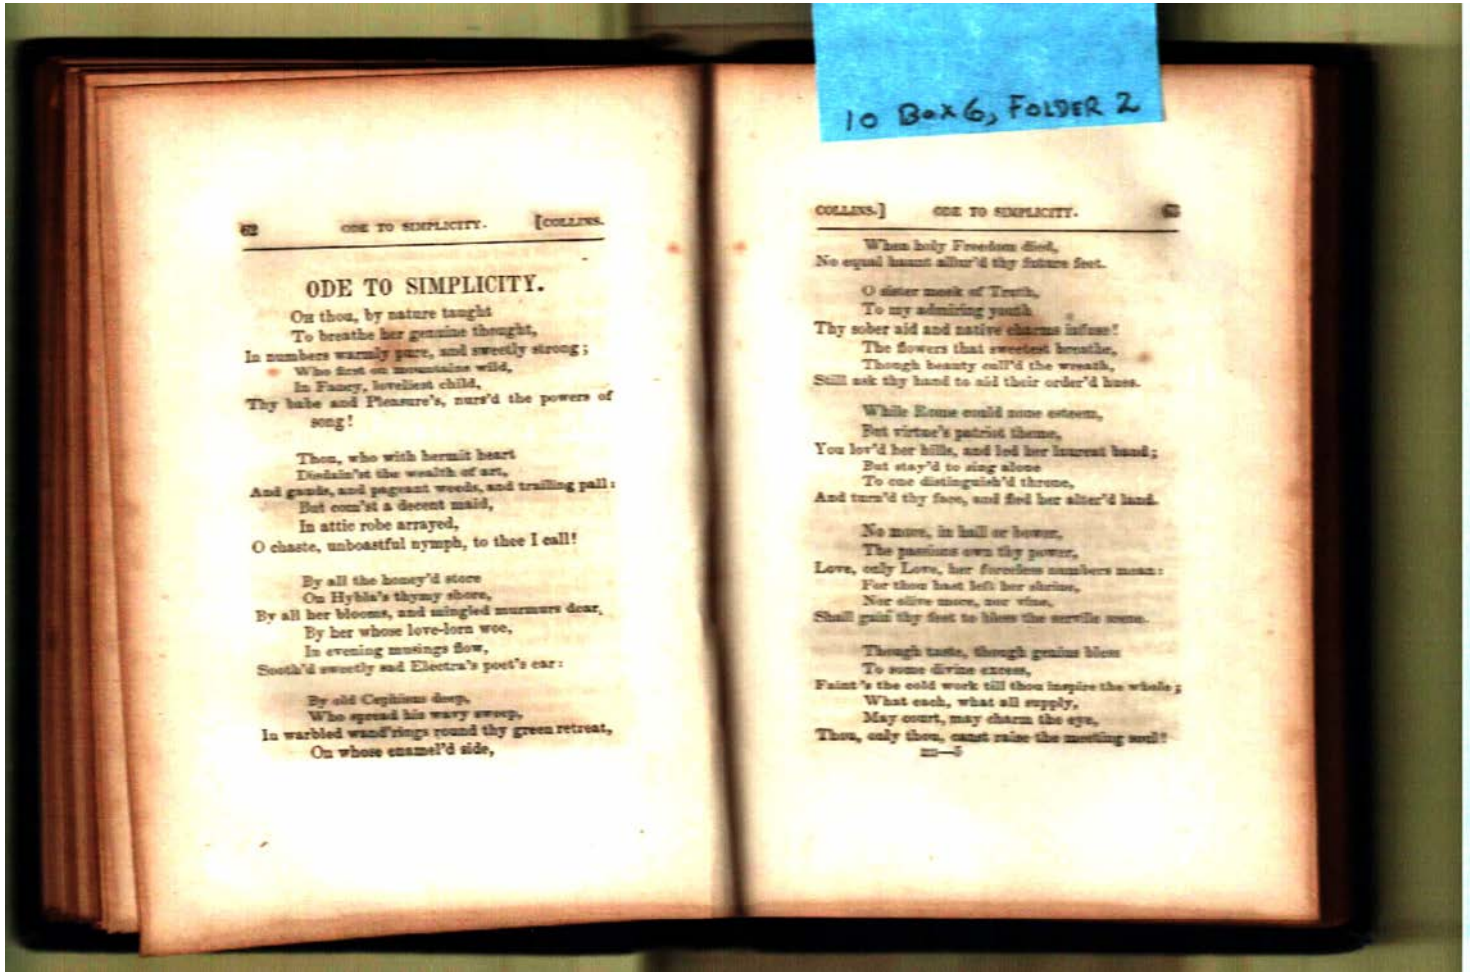 10 Box 6, FOLDER 2
62 ODE TO SIMPLICITY. [COLLINS.
ODE TO SIMPLICITY.
OH thou, by nature taught
To breathe her genuine thought,
In numbers warmly pure, and sweetly strong;
Who first on mountains wild,
In Fancy, loveliest child,
Thy babe and Pleasure's, nurs'd the powers of
song!
Thou, who with hermit heart
Disdain'st the wealth of art,
And gauds, and pageant weeds, and trailing pall:
But com'st a decent maid,
In attic robe arrayed,
O chaste, unboastful nymph, to thee I call!
By all the honey'd store
On Hybla's thymy shore,
By all her blooms, and mingled murmurs dear,
By her whose love-lorn woe,
In evening musings flow,
Sooth'd sweetly sad Electra's poet's ear:
By old Cephisus deep,
Who spread his wavy sweep,
In warbled wand'rings round thy green retreat,
On whose enamel'd side,
COLLINS.] ODE TO SIMPLICITY. 63
When holy Freedom died,
No equal haunt allur'd thy future feet.
O sister meek of Truth,
To my admiring youth
Thy sober aid and native charms infuse!
The flowers that sweetest breathe,
Though beauty cull'd the wreath,
Still ask thy hand to aid their order'd hues.
While Rome could none esteem,
But virtue's patriot theme,
You lov'd her hills, and led her laureat band;
But stay'd to sing alone
To one distinguish'd throne,
And turn'd thy face, and fled her alter'd land.
No more, in hall or bower,
The passions own thy power,
Love, only Love, her forceless numbers mean:
For thou hast left her shrine,
Nor olive more, nor vine,
Shall gain thy feet to bless the servile scene.
Though taste, though genius bless
To some divine excess,
Faint's the cold work till thou inspire the whole;
What each, what all supply,
May court, may charm the eye,
Thou, only thou, canst raise the meeting soul!